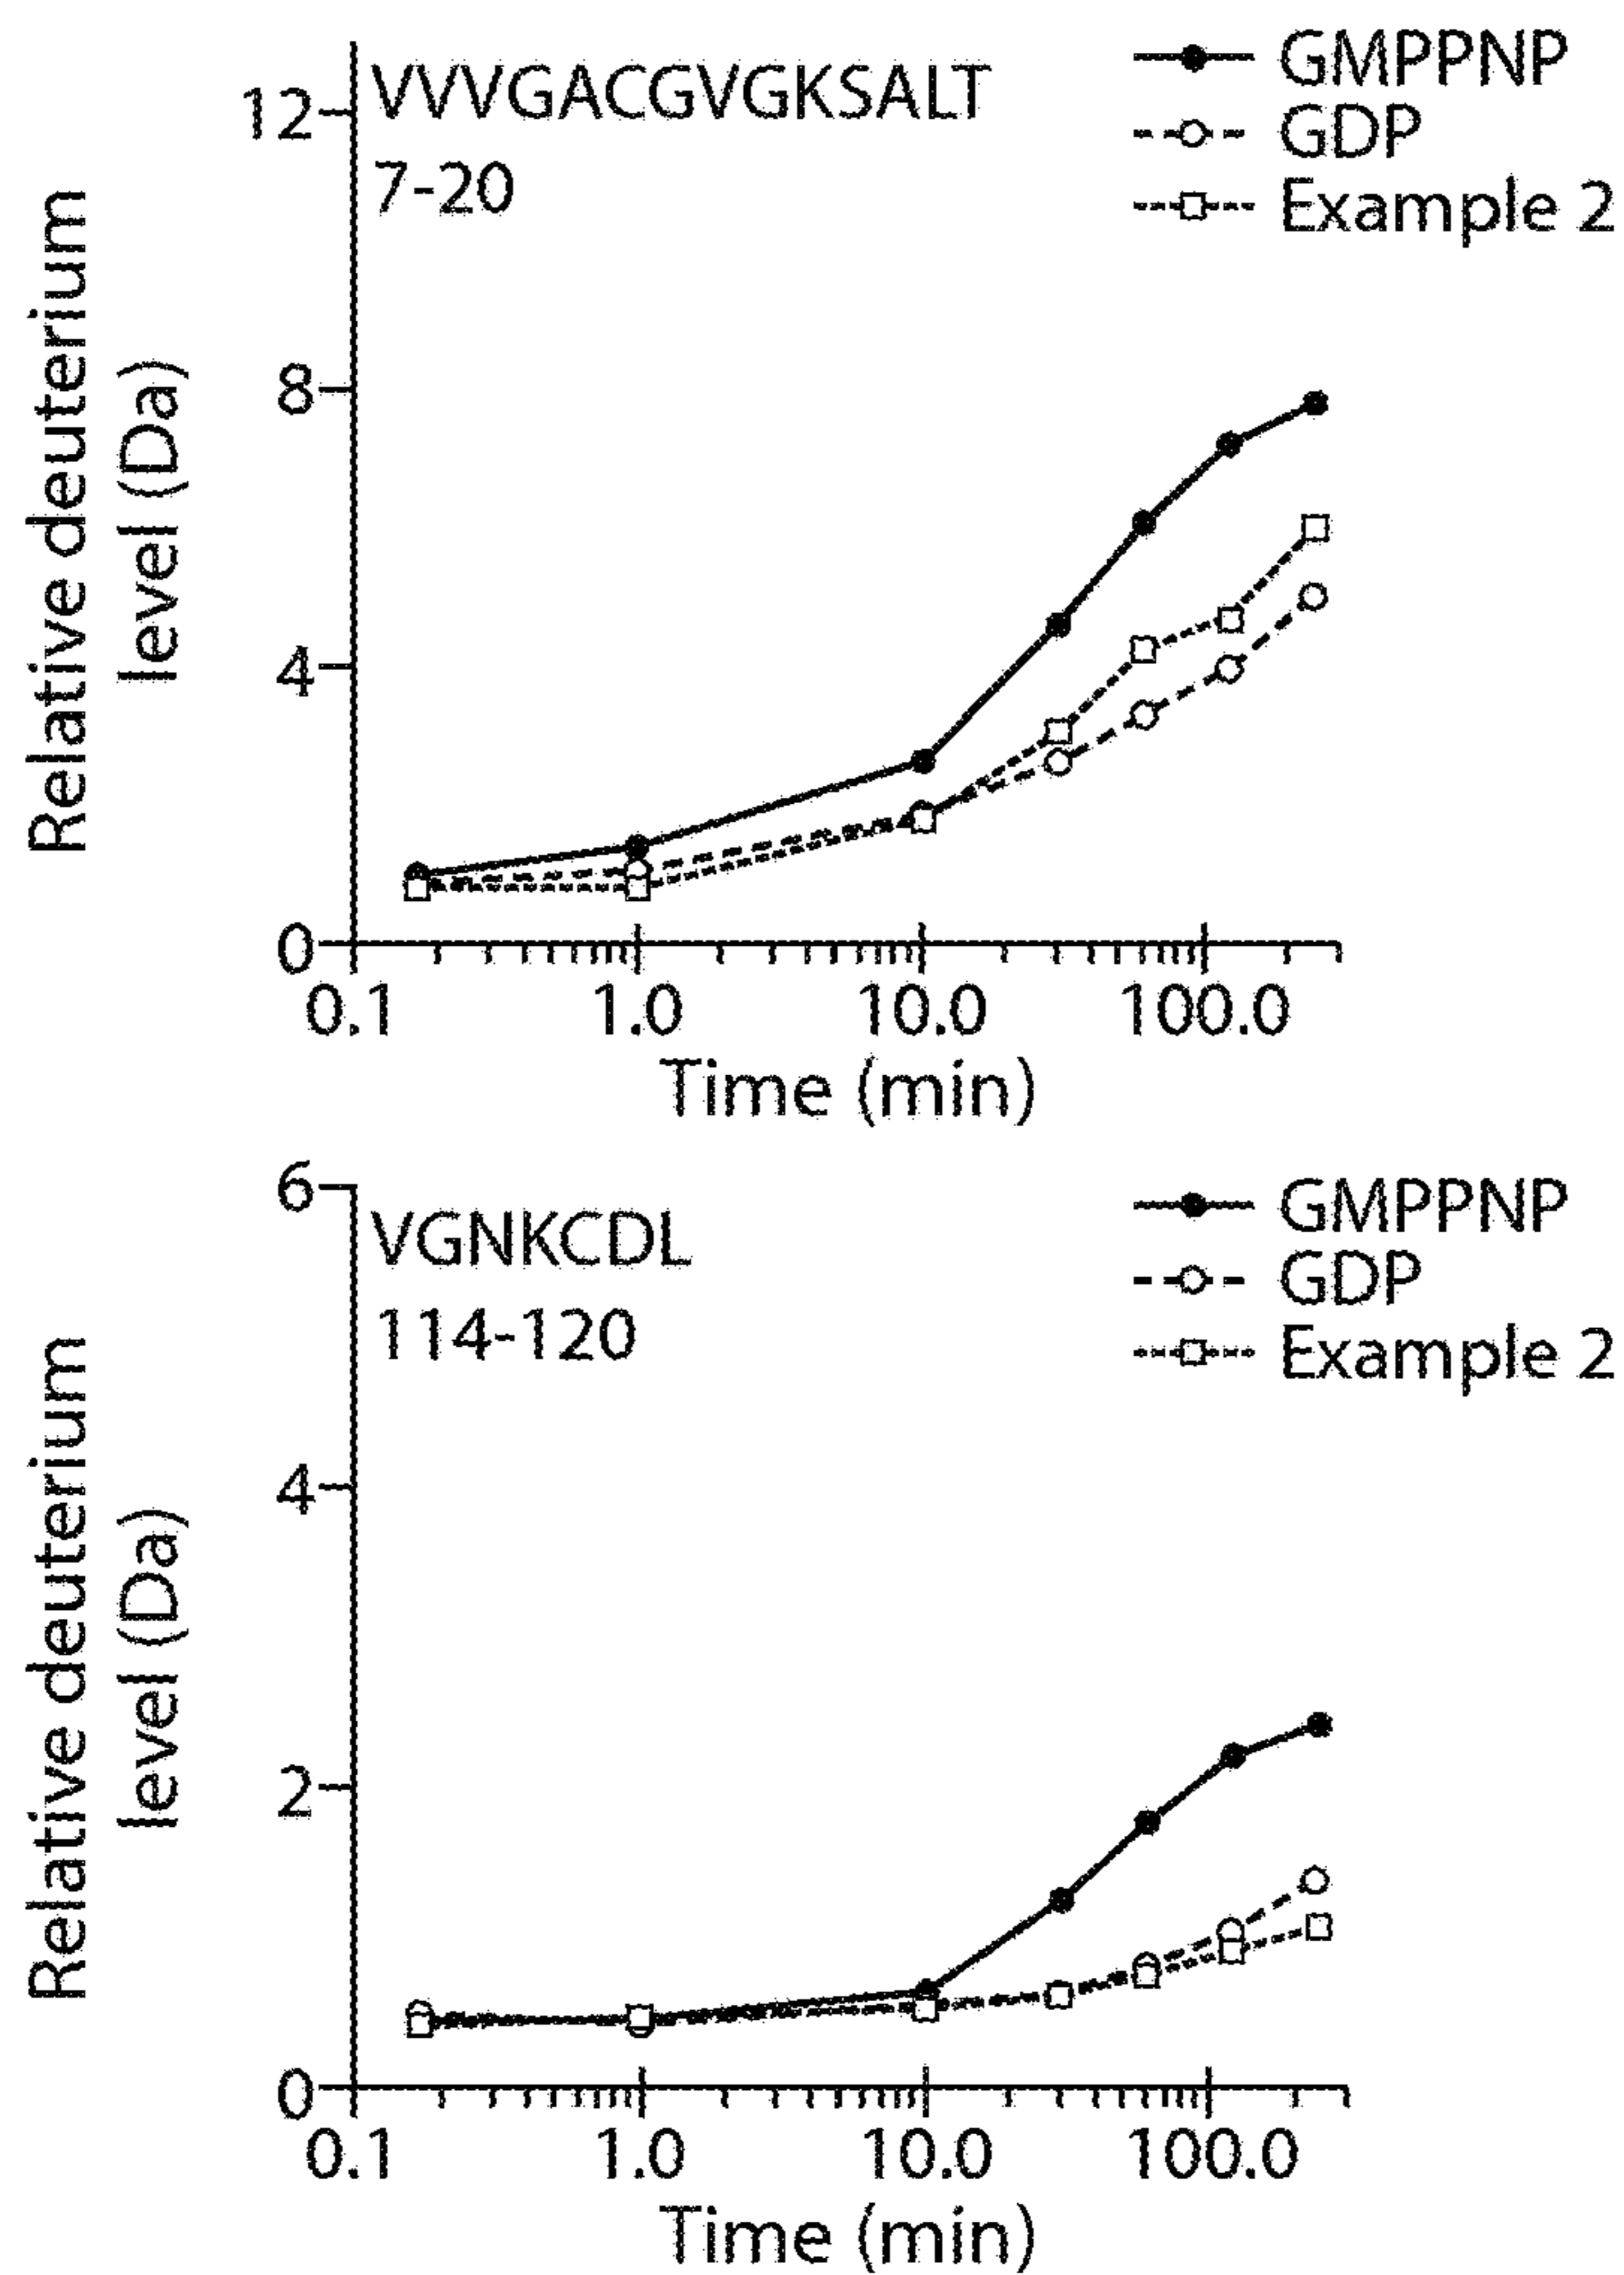 VVVGACGVGKSALT
7-20
GMPPNP
GDP
Example 2
Relative deuterium
level (Da)
12
8
4
0
0.1 1.0 10.0 100.0
Time (min)
VGNKCDL
114-120
GMPPNP
GDP
Example 2
Relative deuterium
level (Da)
6
4
2
0
0.1 1.0 10.0 100.0
Time (min)